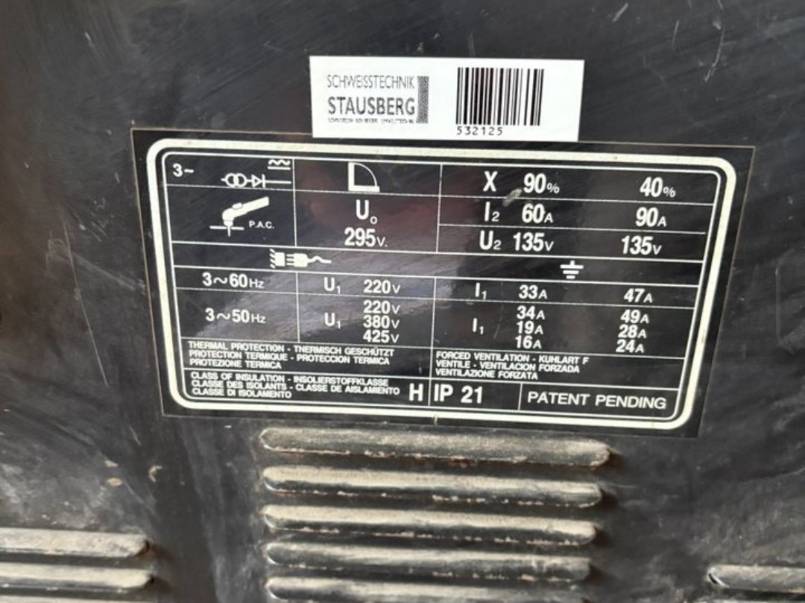 SCHWEISSTECHNIK
STAUSBERG
532125
3~
X 90% 40%
P.A.C.
U₀
295V.
I₂ 60A 90A
U₂ 135V 135V
3~60Hz U₁ 220V I₁ 33A 47A
3~50Hz U₁ 220V 380V 425V I₁ 34A 49A
19A 28A
16A 24A
THERMAL PROTECTION - THERMISCH GESCHÜTZT
PROTECTION TERMIQUE - PROTECCION TERMICA
PROTEZIONE TERMICA
FORCED VENTILATION - KUHLART F
VENTILE - VENTILACION FORZADA
VENTILAZIONE FORZATA
CLASS OF INSULATION - INSOLIERSTOFFKLASSE
CLASSE DES ISOLANTS - CLASSE DE AISLAMIENTO
CLASSE DI ISOLAMENTO
H IP 21
PATENT PENDING